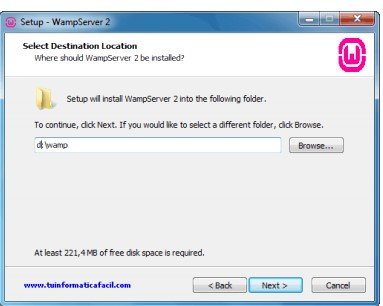 Setup - WampServer 2
Select Destination Location
Where should WampServer 2 be installed?
Setup will install WampServer 2 into the following folder.
To continue, click Next. If you would like to select a different folder, click Browse.
d:\wamp
Browse...
At least 221,4 MB of free disk space is required.
www.tuinformaticafacil.com
< Back
Next >
Cancel